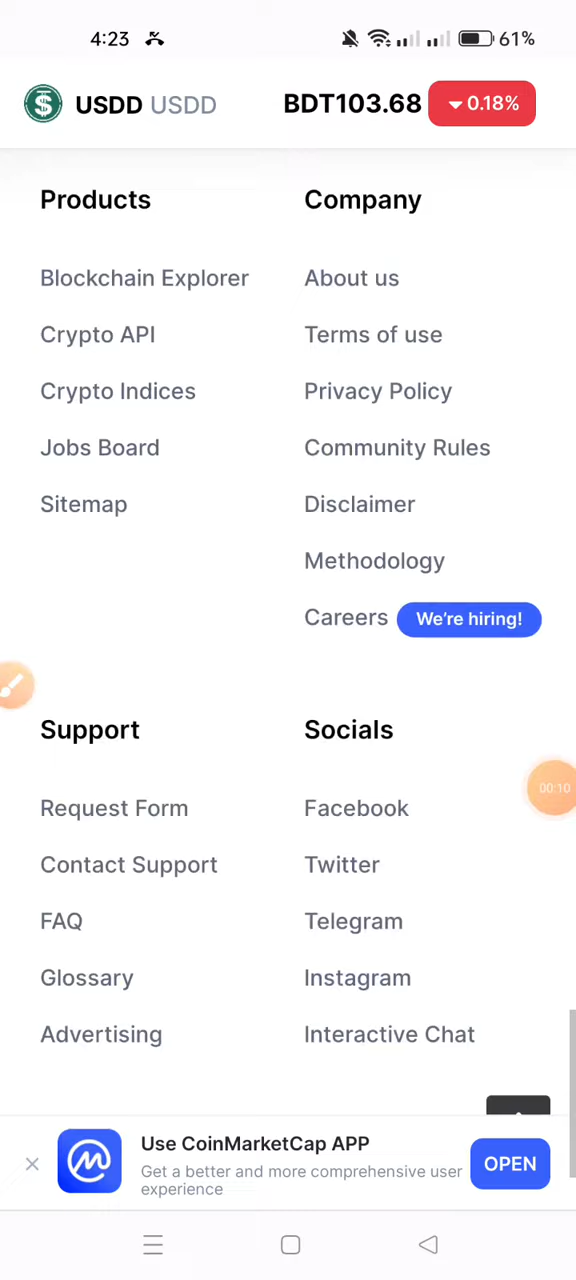 4:23 61%
USDD USDD BDT103.68 0.18%
Products
Blockchain Explorer
Crypto API
Crypto Indices
Jobs Board
Sitemap
Company
About us
Terms of use
Privacy Policy
Community Rules
Disclaimer
Methodology
Careers We're hiring!
Support
Request Form
Contact Support
FAQ
Glossary
Advertising
Socials
Facebook
Twitter
Telegram
Instagram
Interactive Chat
00:10
Use CoinMarketCap APP
Get a better and more comprehensive user
experience
OPEN